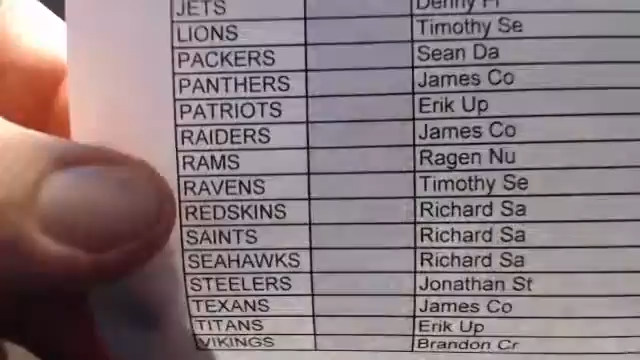 JETS Denny
LIONS Timothy Se
PACKERS Sean Da
PANTHERS James Co
PATRIOTS Erik Up
RAIDERS James Co
RAMS Ragen Nu
RAVENS Timothy Se
REDSKINS Richard Sa
SAINTS Richard Sa
SEAHAWKS Richard Sa
STEELERS Jonathan St
TEXANS James Co
TITANS Erik Up
VIKINGS Brandon Cr